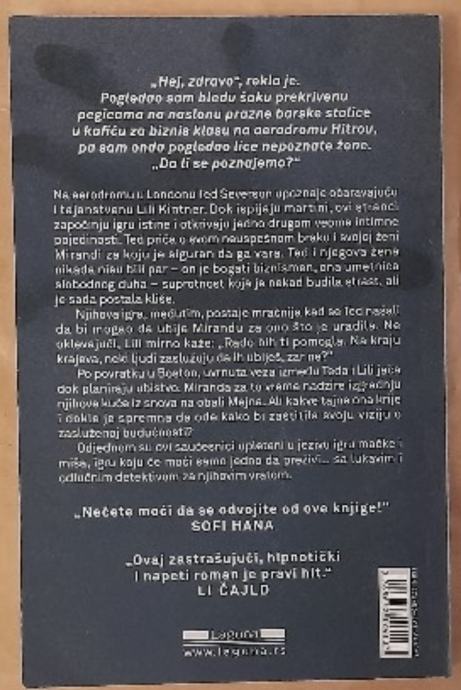 „Hej, zdravo“, rekla je.
Pogledao sam bledu šaku prekrivenu
pegicama na naslonu prazne barske stolice
u kafiću za biznis klasu na aerodromu Hitrou,
pa sam onda pogledao lice nepoznate žene.
„Da li se poznajemo?“
Na aerodromu u Londonu Ted Severson upoznaje očaravajuću
i tajanstvenu Lili Kintner. Dok ispijaju martini, ovi stranci
započinju igru istine i otkrivaju jedno drugom veoma intimne
pojedinosti. Ted priča o svom neuspešnom braku i svojoj ženi
Mirandi za koju je siguran da ga vara. Ted i njegova žena
nikada nisu bili par – on je bogati biznismen, ona umetnica
slobodnog duha – suprotnost koja je nekad budila strast, ali
je sada postala kliše.
Njihova igra, međutim, postaje mračnija kad se Ted našali
da bi mogao da ubije Mirandu za ono što je uradila. Ne
oklevajući, Lili mirno kaže: „Rado bih ti pomogla. Na kraju
krajeva, neki ljudi zaslužuju da ih ubiješ, zar ne?“
Po povratku u Boston, uvrnuta veza između Teda i Lili jača
dok planiraju ubistvo. Miranda za to vreme nadzire izgradnju
njihove kuće iz snova na obali Mejna. Ali kakve tajne ona krije
i dokle je spremna da ode kako bi zaštitila svoju viziju o
zasluženoj budućnosti?
Odjednom su ovi saučesnici upleteni u jezivu igru mačke i
miša, igru koju će moći samo jedno da preživi... sa lukavim i
odlučnim detektivom za njihovim vratom.
„Nećete moći da se odvojite od ove knjige!“
SOFI HANA
„Ovaj zastrašujući, hipnotički
i napeti roman je pravi hit.“
LI ČAJLD
Laguna
www.laguna.rs